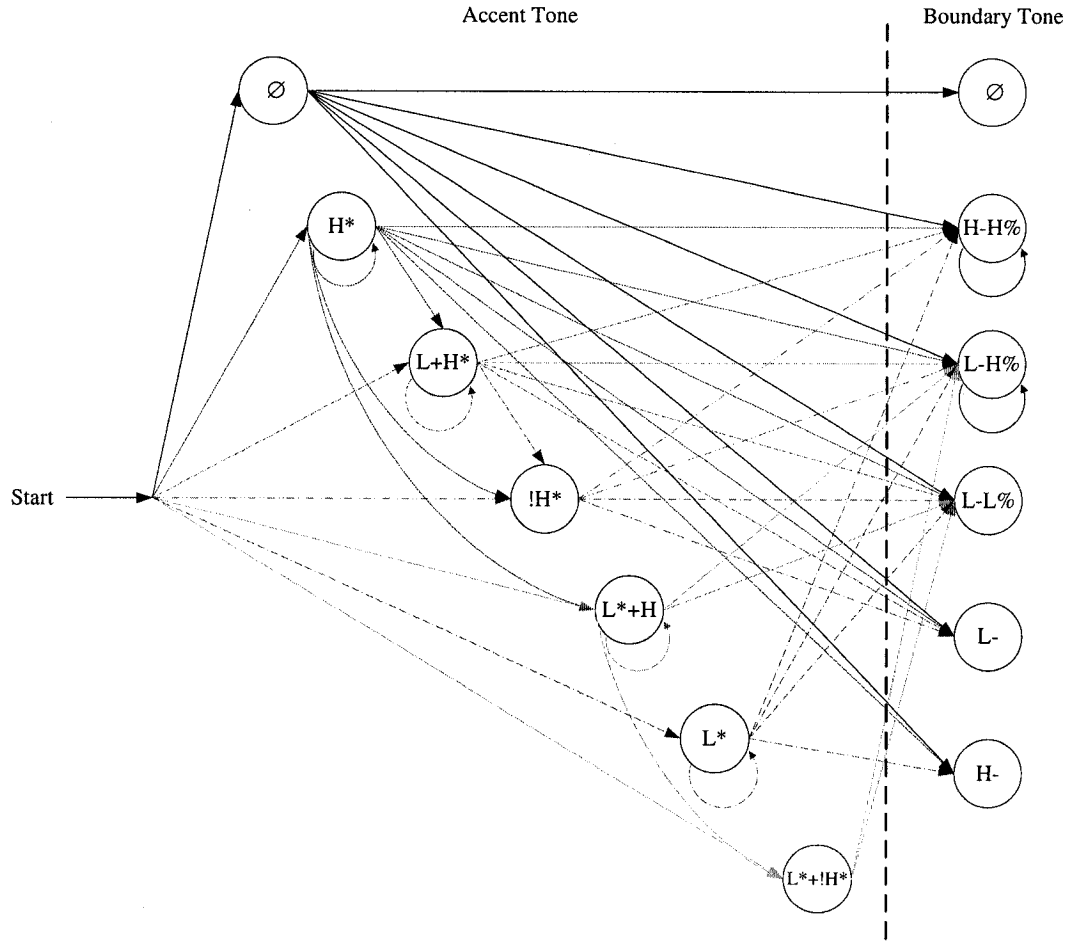 Accent Tone
Boundary Tone
∅
∅
H*
H-H%
L+H*
L-H%
Start
!H*
L-L%
L*+H
L-
L*
H-
L*+!H*